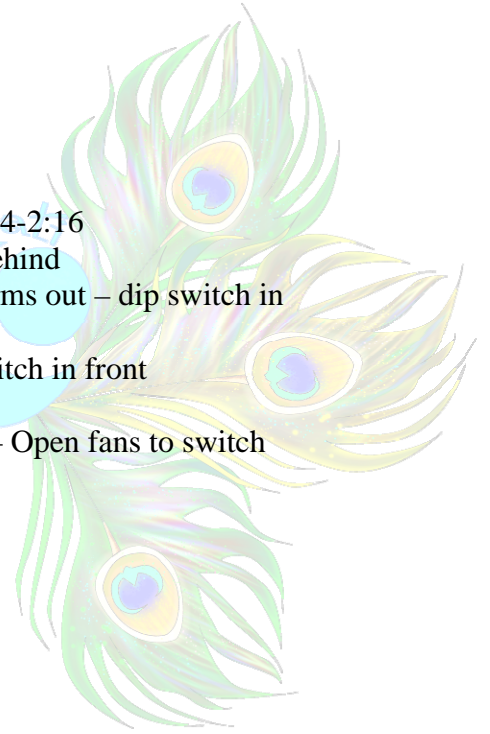 4-2:16
ehind
ms out – dip switch in
itch in front
- Open fans to switch